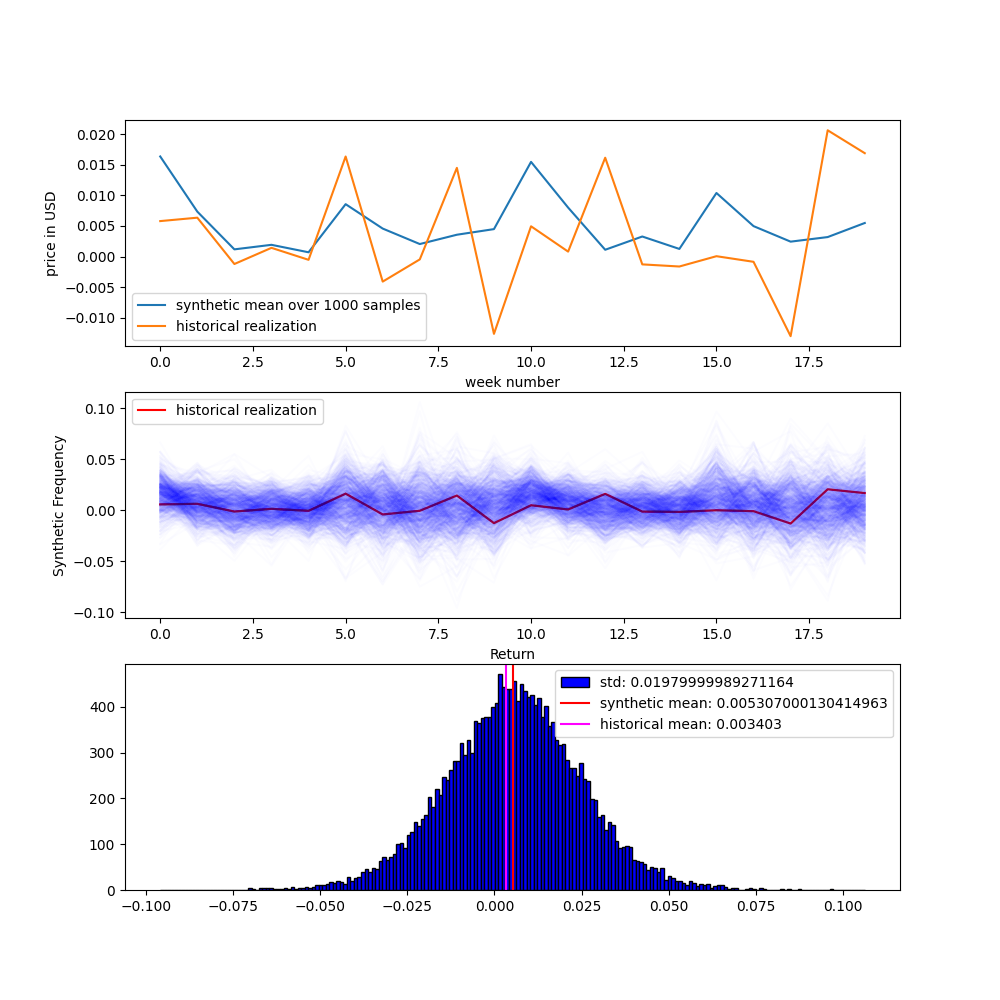 0.020
0.015
0.010
0.005
0.000
−0.005
−0.010
price in USD
synthetic mean over 1000 samples
historical realization
0.0 2.5 5.0 7.5 10.0 12.5 15.0 17.5
week number
0.10
0.05
0.00
−0.05
−0.10
Synthetic Frequency
historical realization
0.0 2.5 5.0 7.5 10.0 12.5 15.0 17.5
Return
400
300
200
100
0
std: 0.01979999989271164
synthetic mean: 0.005307000130414963
historical mean: 0.003403
−0.100 −0.075 −0.050 −0.025 0.000 0.025 0.050 0.075 0.100